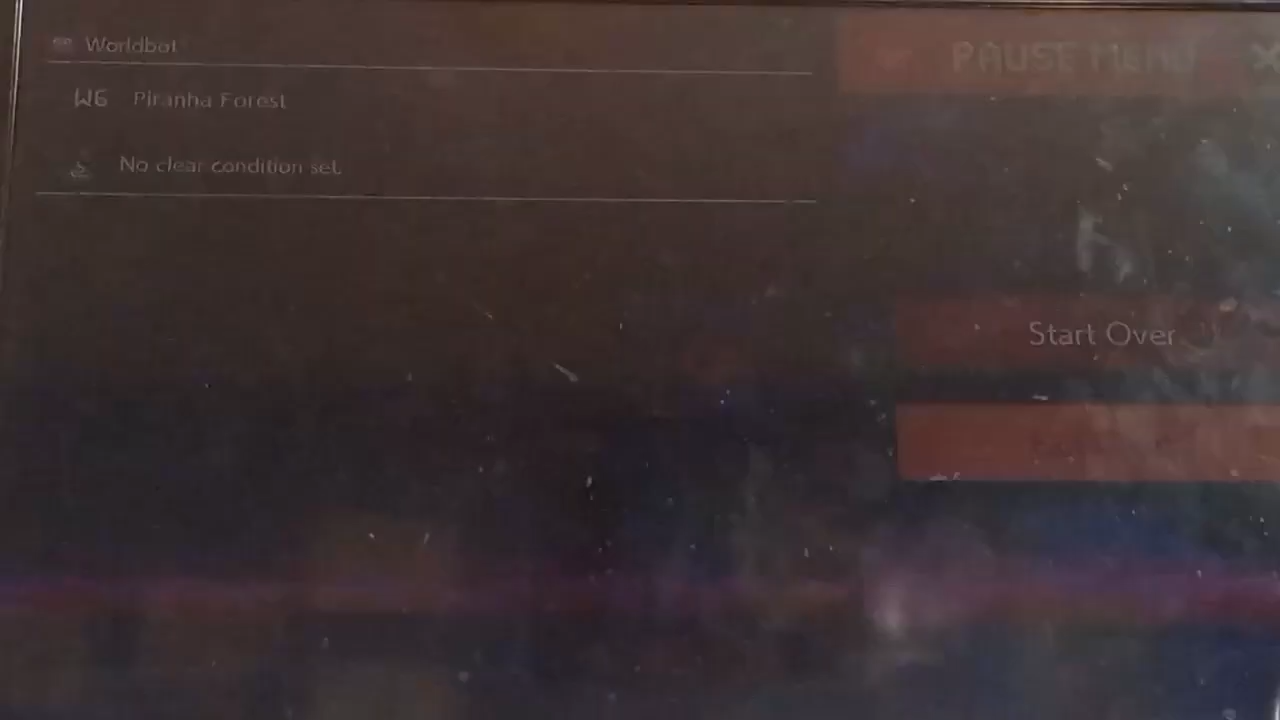 Worldbot
PAUSE MENU
W6 Piranha Forest
No clear condition set.
Start Over